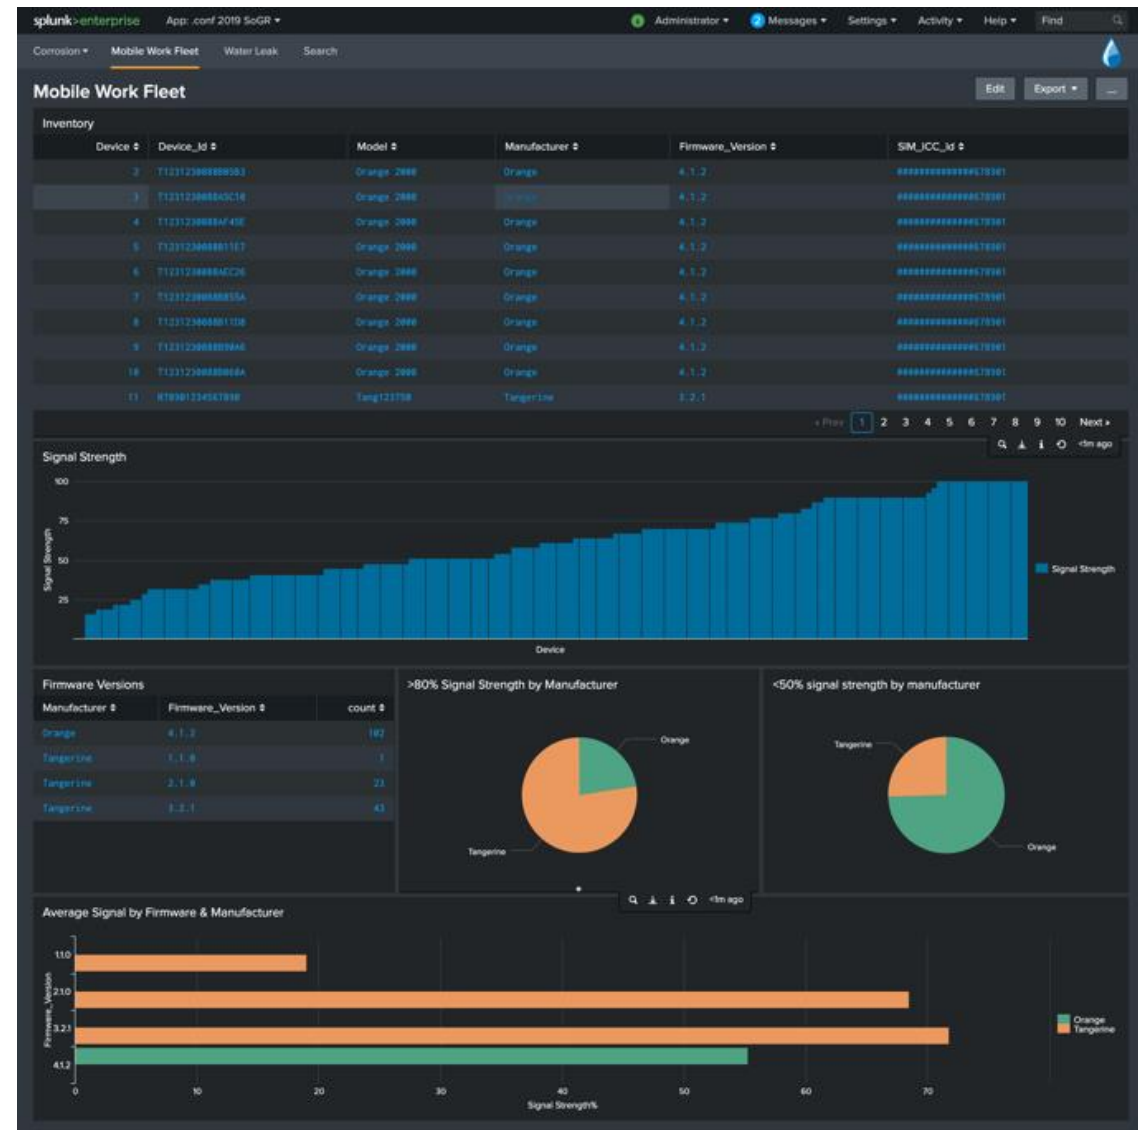 splunk>enterprise App: .conf 2019 SoGR Administrator 2 Messages Settings Activity Help Find
Corrosion Mobile Work Fleet Water Leak Search
Mobile Work Fleet Edit Export ...
Inventory
Device Device_Id Model Manufacturer Firmware_Version SIM_ICC_Id
2 Orange 2000 Orange 4.1.2
3 Orange 2000 4.1.2
4 Orange 2000 Orange 4.1.2
5 Orange 2000 Orange 4.1.2
6 Orange 2000 Orange 4.1.2
7 Orange 2000 Orange 4.1.2
8 Orange 2000 Orange 4.1.2
9 Orange 2000 Orange 4.1.2
10 Orange 2000 Orange 4.1.2
11 Tang123750 Tangerine 3.2.1
« Prev 1 2 3 4 5 6 7 8 9 10 Next »
Signal Strength <1m ago
100
75
50
25
Signal Strength
Signal Strength
Device
Firmware Versions
Manufacturer Firmware_Version count
Orange 4.1.2 102
Tangerine 1.1.0 1
Tangerine 2.1.0 23
Tangerine 3.2.1 43
>80% Signal Strength by Manufacturer
Orange
Tangerine
<50% signal strength by manufacturer
Tangerine
Orange
<1m ago
Average Signal by Firmware & Manufacturer
1.1.0
2.1.0
3.2.1
4.1.2
Firmware_Version
0 10 20 30 40 50 60 70
Signal Strength%
Orange
Tangerine